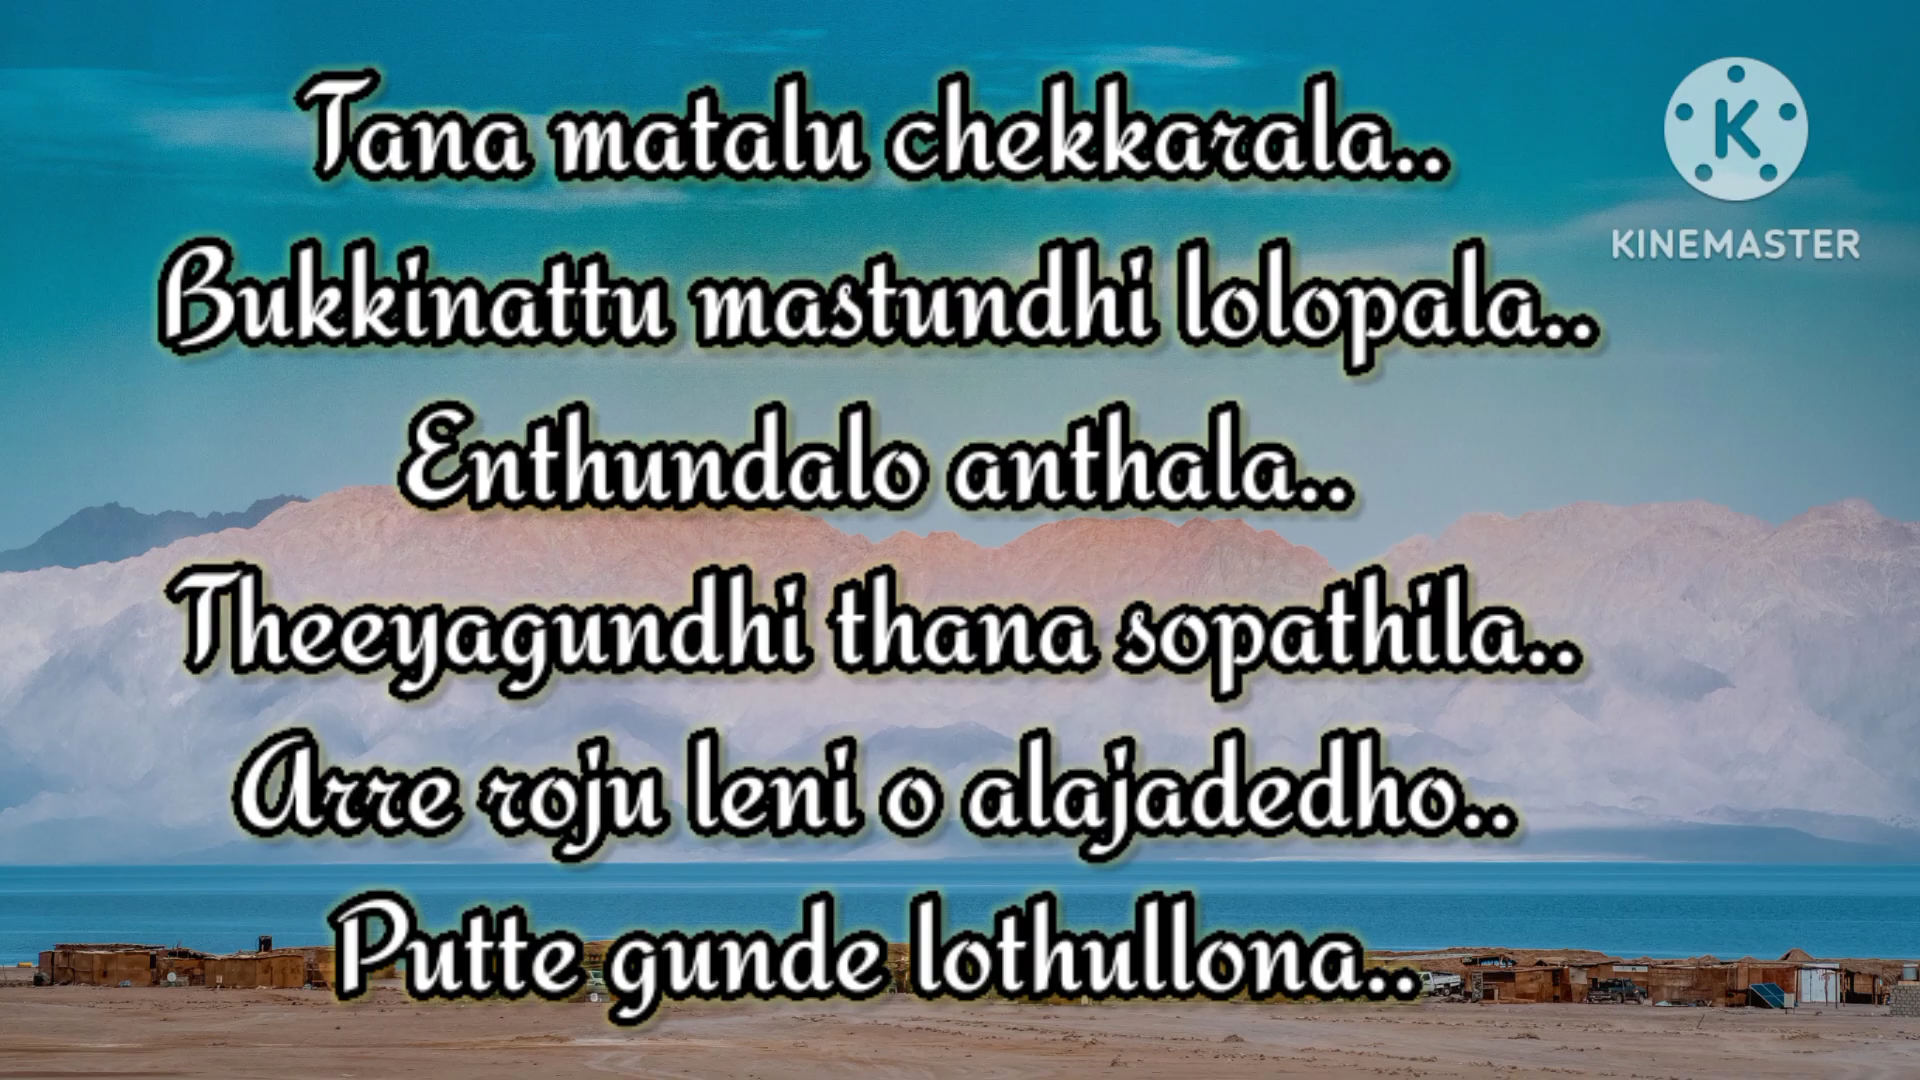 Tana matalu chekkarala..
Bukkinattu mastundhi lolopala..
Enthundalo anthala..
Theeyagundhi thana sopathila..
Arre roju leni o alajadedho..
Putte gunde lothullona..
K
KINEMASTER